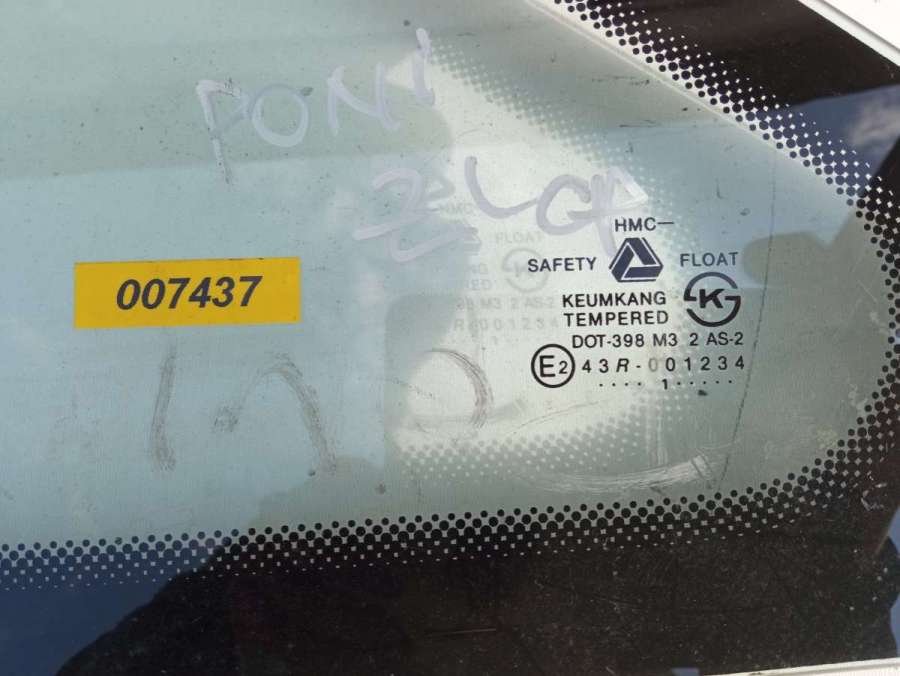 PONI
007437
HMC—
SAFETY FLOAT
KEUMKANG
TEMPERED
K
DOT-398 M3 2 AS-2
E2 43R-001234
···· 1 ·····